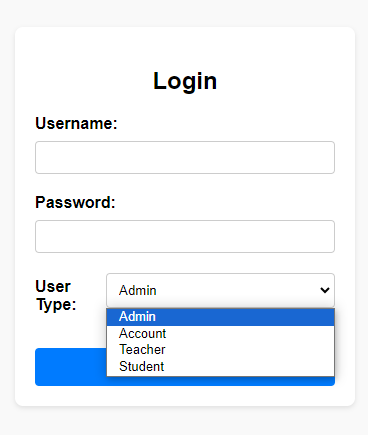 Login
Username:
Password:
User
Type:
Admin
Admin
Account
Teacher
Student